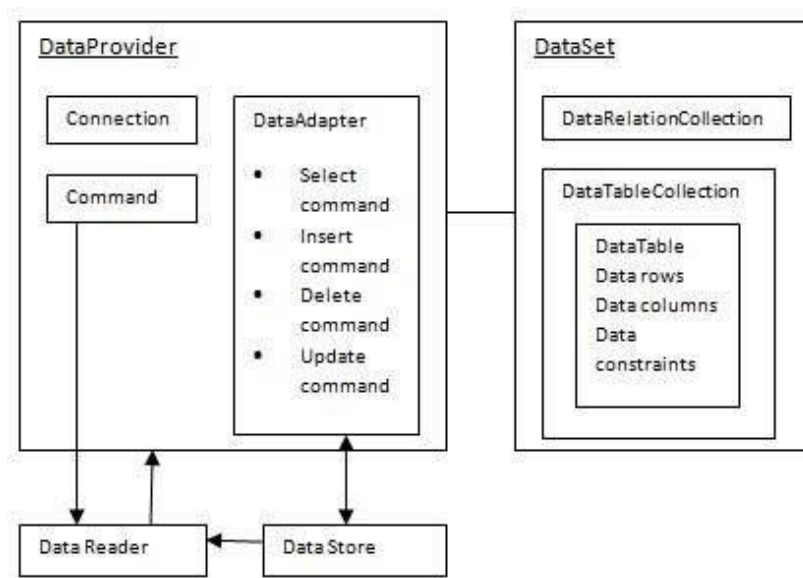 DataProvider
Connection
Command
DataAdapter
• Select
command
• Insert
command
• Delete
command
• Update
command
DataSet
DataRelationCollection
DataTableCollection
DataTable
Data rows
Data columns
Data
constraints
Data Reader
Data Store